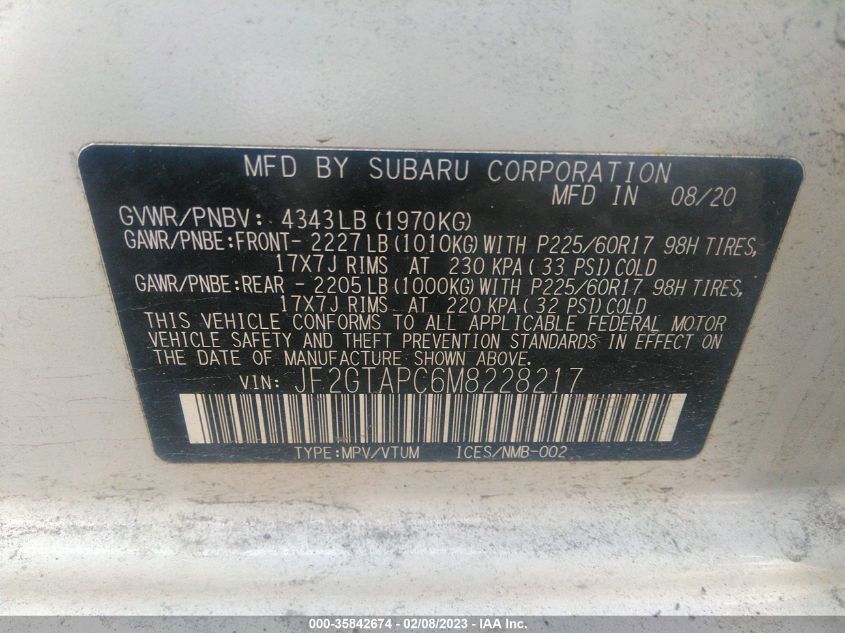 MFD BY SUBARU CORPORATION
MFD IN 08/20
GVWR/PNBV: 4343LB (1970KG)
GAWR/PNBE:FRONT- 2227LB(1010KG)WITH P225/60R17 98H TIRES,
17X7J RIMS AT 230 KPA( 33 PSI)COLD
GAWR/PNBE:REAR - 2205LB(1000KG)WITH P225/60R17 98H TIRES,
17X7J RIMS AT 220 KPA( 32 PSI)COLD
THIS VEHICLE CONFORMS TO ALL APPLICABLE FEDERAL MOTOR
VEHICLE SAFETY AND THEFT PREVENTION STANDARDS IN EFFECT ON
THE DATE OF MANUFACTURE SHOWN ABOVE.
VIN: JF2GTAPC6M8228217
TYPE:MPV/VTUM ICES/NMB-002
000-35842674 - 02/08/2023 - IAA Inc.